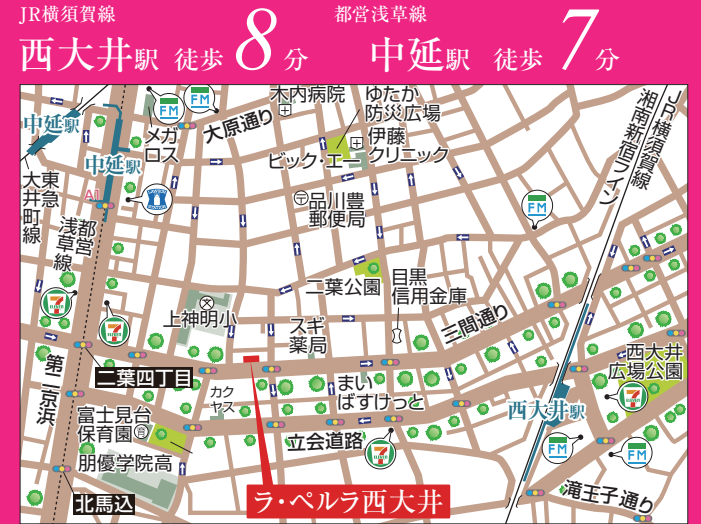 JR横須賀線
西大井駅 徒歩 8 分
都営浅草線
中延駅 徒歩 7 分
FM
FM
木内病院
ゆたか
防災広場
中延駅
メガ
ロス
大原通り
伊藤
クリニック
ビック・エー
中延駅
JR横須賀線
湘南新宿ライン
東急
大井町線
A1
品川豊
郵便局
FM
都営
浅草線
二葉公園
目黒
信用金庫
上神明小
スギ
薬局
三間通り
第二京浜
二葉四丁目
西大井
広場公園
カク
ヤス
まい
ばすけっと
西大井駅
富士見台
保育園
立会道路
朋優学院高
FM
FM
北馬込
ラ・ペルラ西大井
滝王子通り